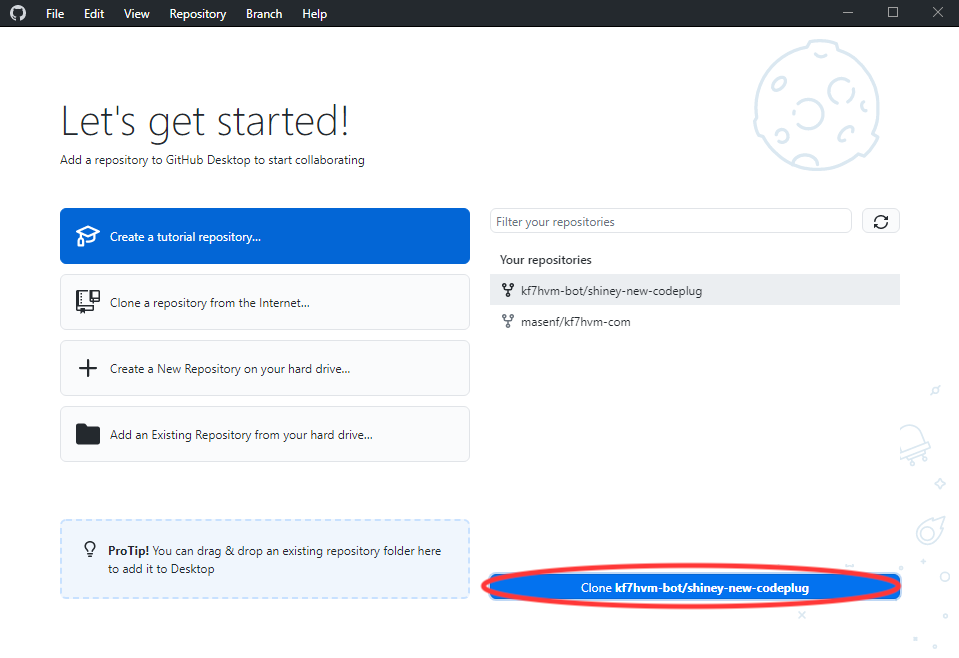 File Edit View Repository Branch Help
Let's get started!
Add a repository to GitHub Desktop to start collaborating
Create a tutorial repository...
Clone a repository from the Internet...
Create a New Repository on your hard drive...
Add an Existing Repository from your hard drive...
ProTip! You can drag & drop an existing repository folder here
to add it to Desktop
Filter your repositories
Your repositories
kf7hvm-bot/shiney-new-codeplug
masenf/kf7hvm-com
Clone kf7hvm-bot/shiney-new-codeplug